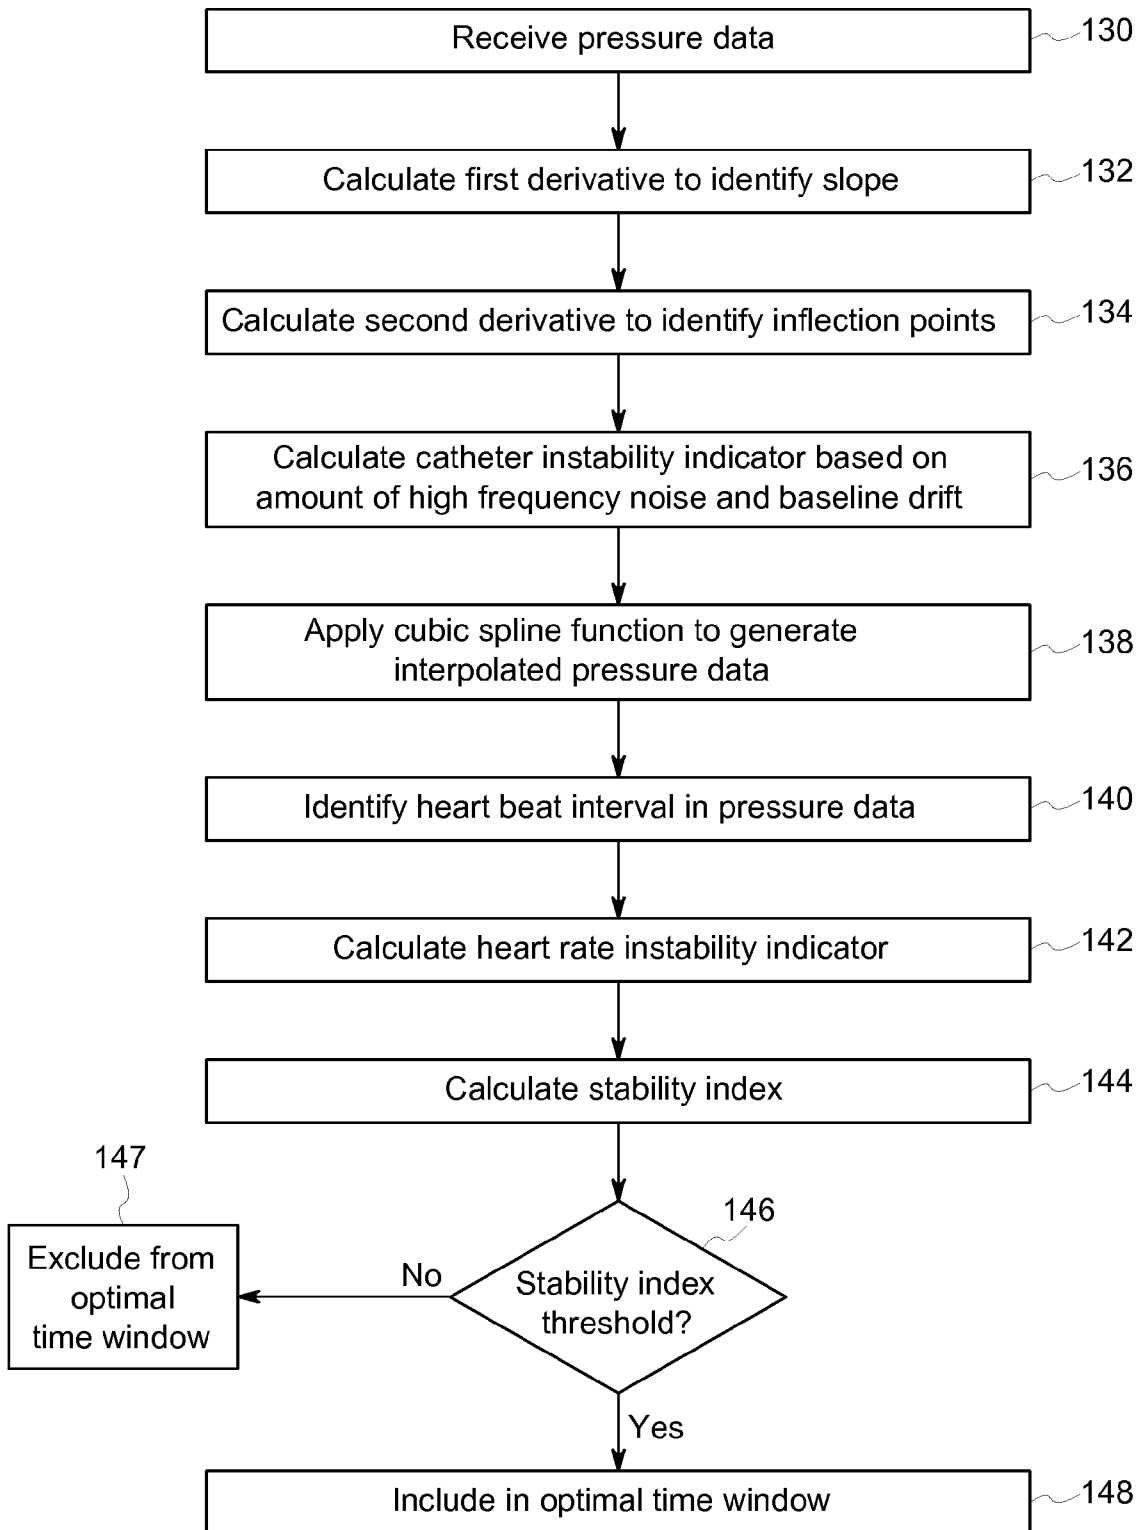 Receive pressure data
130
Calculate first derivative to identify slope
132
Calculate second derivative to identify inflection points
134
Calculate catheter instability indicator based on
amount of high frequency noise and baseline drift
136
Apply cubic spline function to generate
interpolated pressure data
138
Identify heart beat interval in pressure data
140
Calculate heart rate instability indicator
142
Calculate stability index
144
147
146
Exclude from
optimal
time window
No
Stability index
threshold?
Yes
Include in optimal time window
148